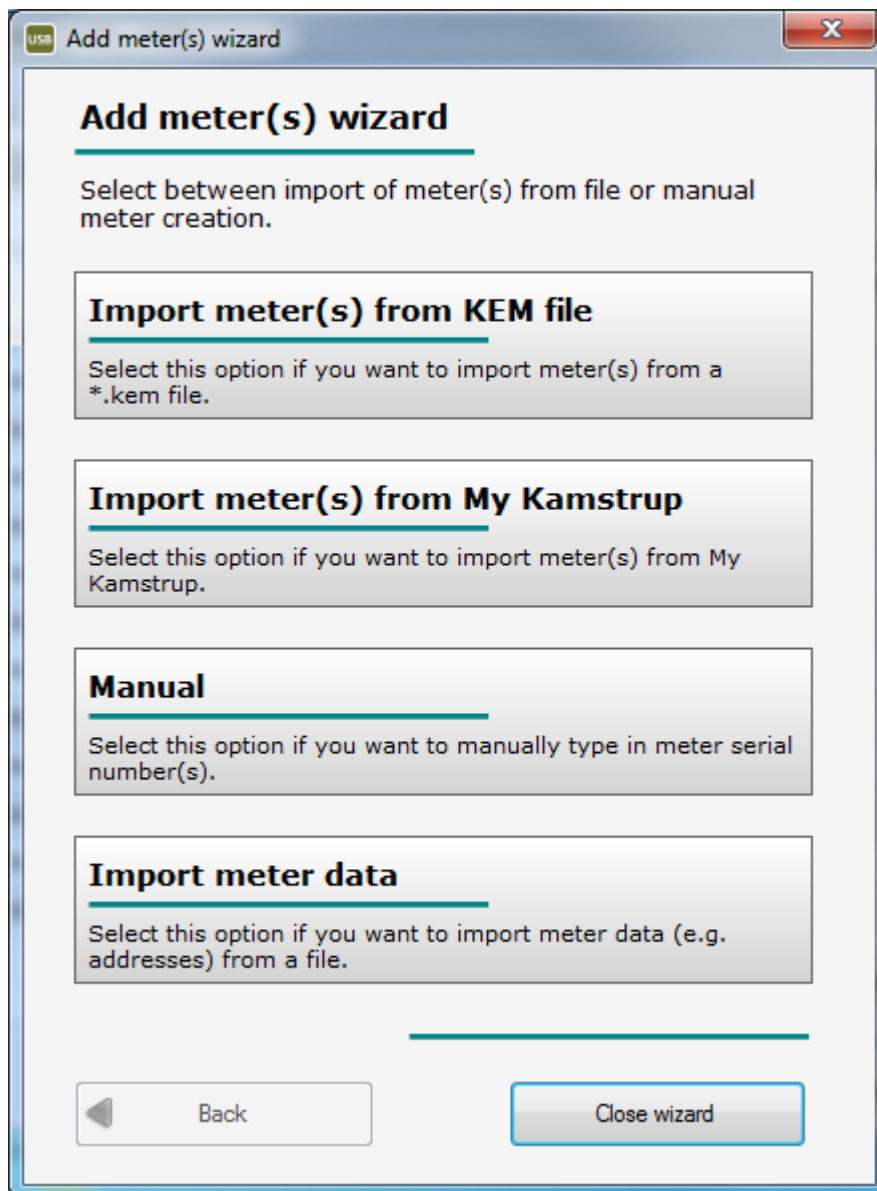 USB Add meter(s) wizard
Add meter(s) wizard
Select between import of meter(s) from file or manual
meter creation.
Import meter(s) from KEM file
Select this option if you want to import meter(s) from a
*.kem file.
Import meter(s) from My Kamstrup
Select this option if you want to import meter(s) from My
Kamstrup.
Manual
Select this option if you want to manually type in meter serial
number(s).
Import meter data
Select this option if you want to import meter data (e.g.
addresses) from a file.
Back
Close wizard